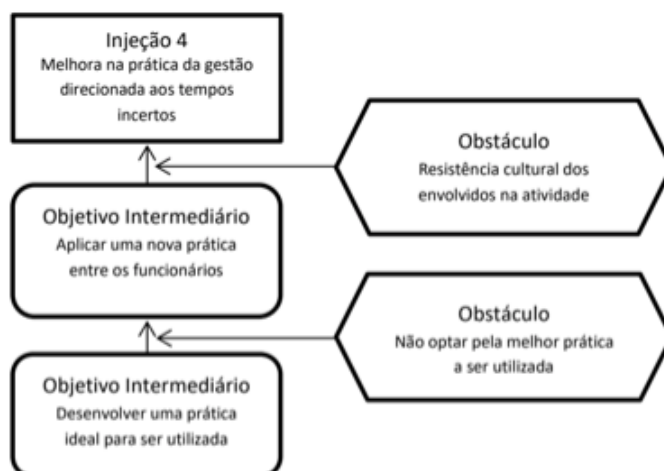 Injeção 4
Melhora na prática da gestão
direcionada aos tempos
incertos
Obstáculo
Resistência cultural dos
envolvidos na atividade
Objetivo Intermediário
Aplicar uma nova prática
entre os funcionários
Obstáculo
Não optar pela melhor prática
a ser utilizada
Objetivo Intermediário
Desenvolver uma prática
ideal para ser utilizada